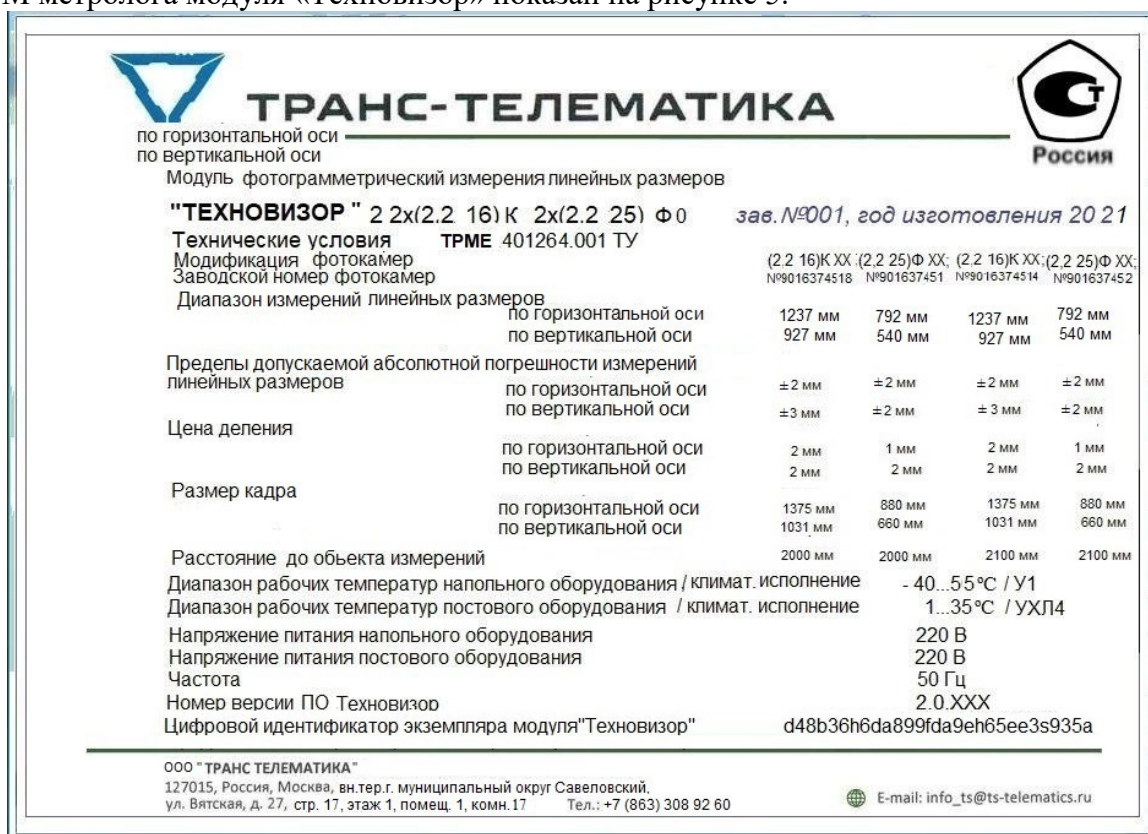 М метролога модуля «Техновизор» показан на рисунке 3.
ТРАНС-ТЕЛЕМАТИКА
Россия
по горизонтальной оси
по вертикальной оси
Модуль фотограмметрический измерения линейных размеров
"ТЕХНОВИЗОР " 2 2х(2.2 16) К 2х(2.2 25) Ф 0 зав.№001, год изготовления 20 21
Технические условия ТРМЕ 401264.001 ТУ
Модификация фотокамер (2,2 16)К ХХ ;(2,2 25)Ф ХХ; (2,2 16)К ХХ;(2,2 25)Ф ХХ;
Заводской номер фотокамер №9016374518 №901637451 №9016374514 №901637452
Диапазон измерений линейных размеров
по горизонтальной оси 1237 мм 792 мм 1237 мм 792 мм
по вертикальной оси 927 мм 540 мм 927 мм 540 мм
Пределы допускаемой абсолютной погрешности измерений
линейных размеров
по горизонтальной оси ±2 мм ±2 мм ±2 мм ±2 мм
по вертикальной оси ±3 мм ±2 мм ± 3 мм ±2 мм
Цена деления
по горизонтальной оси 2 мм 1 мм 2 мм 1 мм
по вертикальной оси 2 мм 2 мм 2 мм 2 мм
Размер кадра
по горизонтальной оси 1375 мм 880 мм 1375 мм 880 мм
по вертикальной оси 1031 мм 660 мм 1031 мм 660 мм
Расстояние до обьекта измерений 2000 мм 2000 мм 2100 мм 2100 мм
Диапазон рабочих температур напольного оборудования / климат. исполнение - 40...55°С / У1
Диапазон рабочих температур постового оборудования / климат. исполнение 1...35°С / УХЛ4
Напряжение питания напольного оборудования 220 В
Напряжение питания постового оборудования 220 В
Частота 50 Гц
Номер версии ПО Техновизор 2.0.ХХХ
Цифровой идентификатор экземпляра модуля"Техновизор" d48b36h6da899fda9eh65ee3s935a
ООО "ТРАНС ТЕЛЕМАТИКА"
127015, Россия, Москва, вн.тер.г. муниципальный округ Савеловский,
ул. Вятская, д. 27, стр. 17, этаж 1, помещ. 1, комн.17 Тел.: +7 (863) 308 92 60
E-mail: info_ts@ts-telematics.ru